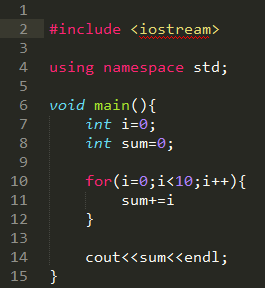 1
2 #include <iostream>
3
4 using namespace std;
5
6 void main(){
7     int i=0;
8     int sum=0;
9
10     for(i=0;i<10;i++){
11         sum+=i
12     }
13
14     cout<<sum<<endl;
15 }